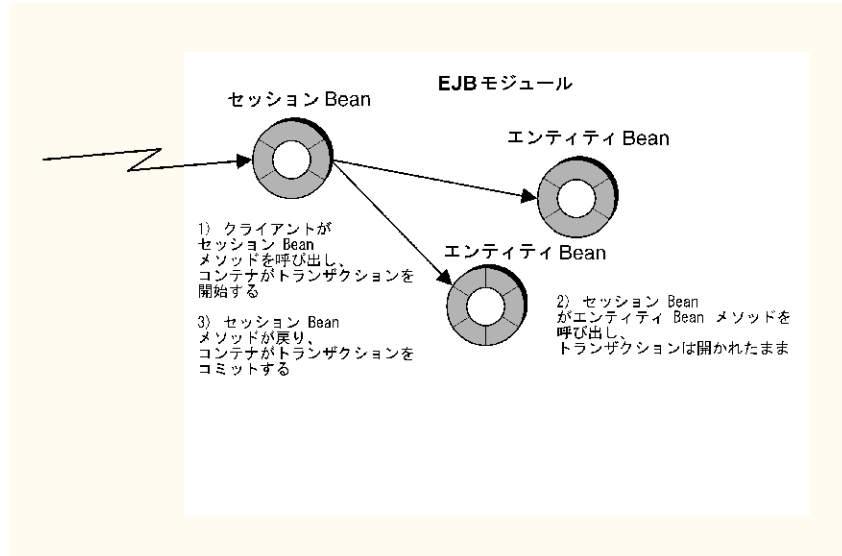 EJB モジュール
セッション Bean
エンティティ Bean
1) クライアントが
セッション Bean
メソッドを呼び出し、
コンテナがトランザクションを
開始する
エンティティ Bean
2) セッション Bean
がエンティティ Bean メソッドを
呼び出し、
トランザクションは開かれたまま
3) セッション Bean
メソッドが戻り、
コンテナがトランザクションを
コミットする